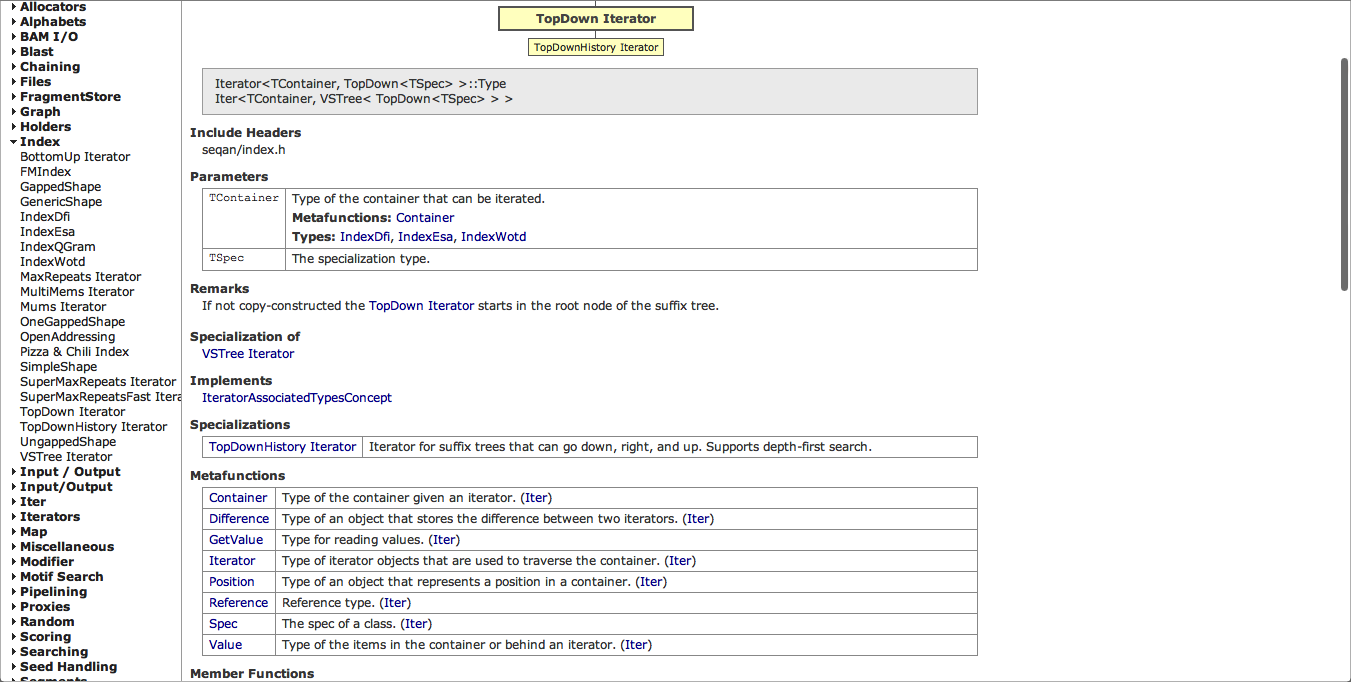 Allocators
Alphabets
BAM I/O
Blast
Chaining
Files
FragmentStore
Graph
Holders
Index
BottomUp Iterator
FMIndex
GappedShape
GenericShape
IndexDfi
IndexEsa
IndexQGram
IndexWotd
MaxRepeats Iterator
MultiMems Iterator
Mums Iterator
OneGappedShape
OpenAddressing
Pizza & Chili Index
SimpleShape
SuperMaxRepeats Iterator
SuperMaxRepeatsFast Itera
TopDown Iterator
TopDownHistory Iterator
UngappedShape
VSTree Iterator
Input / Output
Input/Output
Iter
Iterators
Map
Miscellaneous
Modifier
Motif Search
Pipelining
Proxies
Random
Scoring
Searching
Seed Handling
Segments
TopDown Iterator
TopDownHistory Iterator
Iterator<TContainer, TopDown<TSpec> >::Type
Iter<TContainer, VSTree< TopDown<TSpec> > >
Include Headers
seqan/index.h
Parameters
TContainer Type of the container that can be iterated.
Metafunctions: Container
Types: IndexDfi, IndexEsa, IndexWotd
TSpec The specialization type.
Remarks
If not copy-constructed the TopDown Iterator starts in the root node of the suffix tree.
Specialization of
VSTree Iterator
Implements
IteratorAssociatedTypesConcept
Specializations
TopDownHistory Iterator Iterator for suffix trees that can go down, right, and up. Supports depth-first search.
Metafunctions
Container Type of the container given an iterator. (Iter)
Difference Type of an object that stores the difference between two iterators. (Iter)
GetValue Type for reading values. (Iter)
Iterator Type of iterator objects that are used to traverse the container. (Iter)
Position Type of an object that represents a position in a container. (Iter)
Reference Reference type. (Iter)
Spec The spec of a class. (Iter)
Value Type of the items in the container or behind an iterator. (Iter)
Member Functions